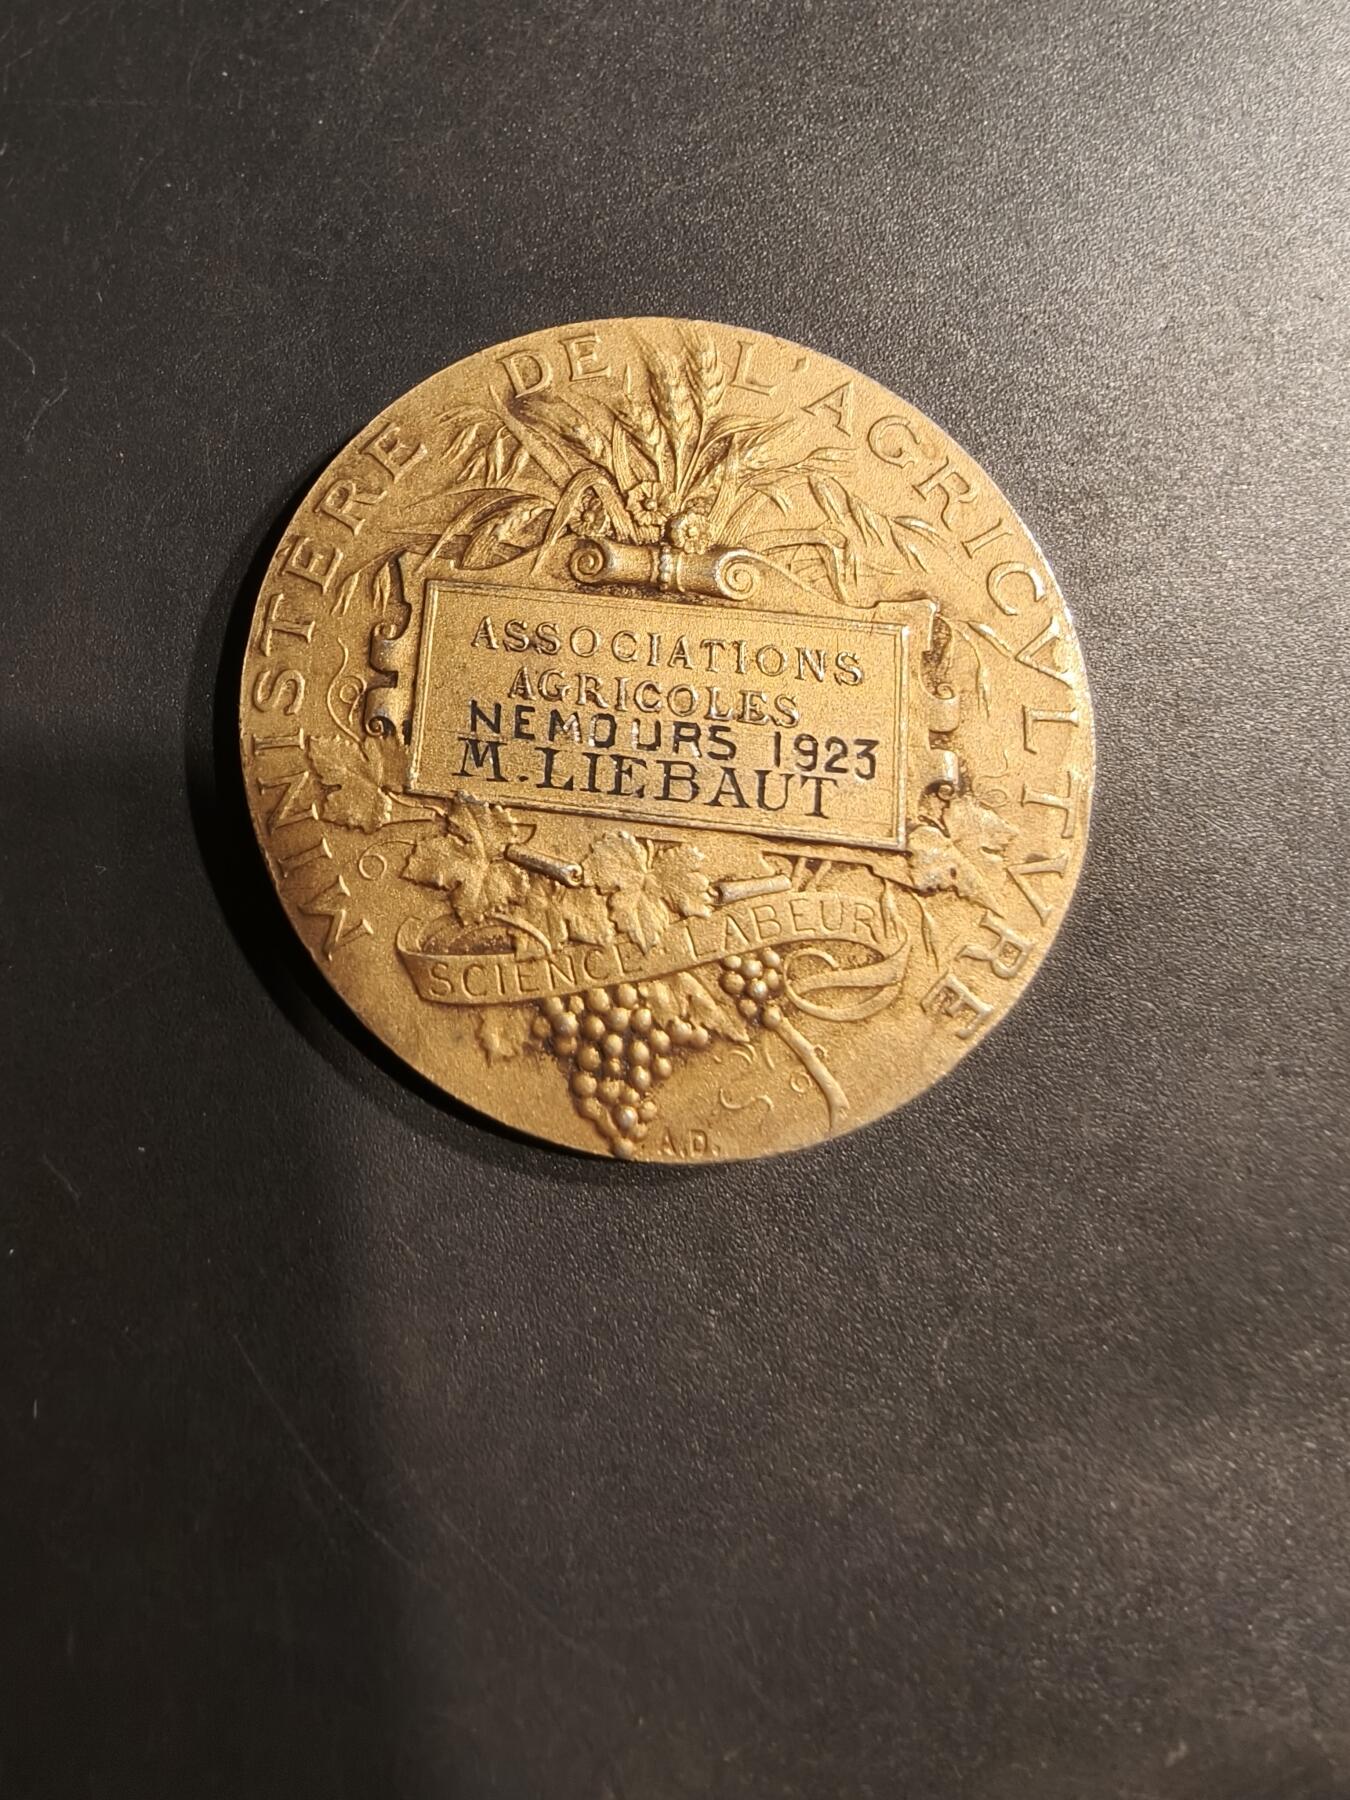 MINISTÈRE DE L'AGRICVLTVRE
ASSOCIATIONS
AGRICOLES
NEMOURS 1923
M. LIEBAUT
SCIENCE LABEUR
A.D.